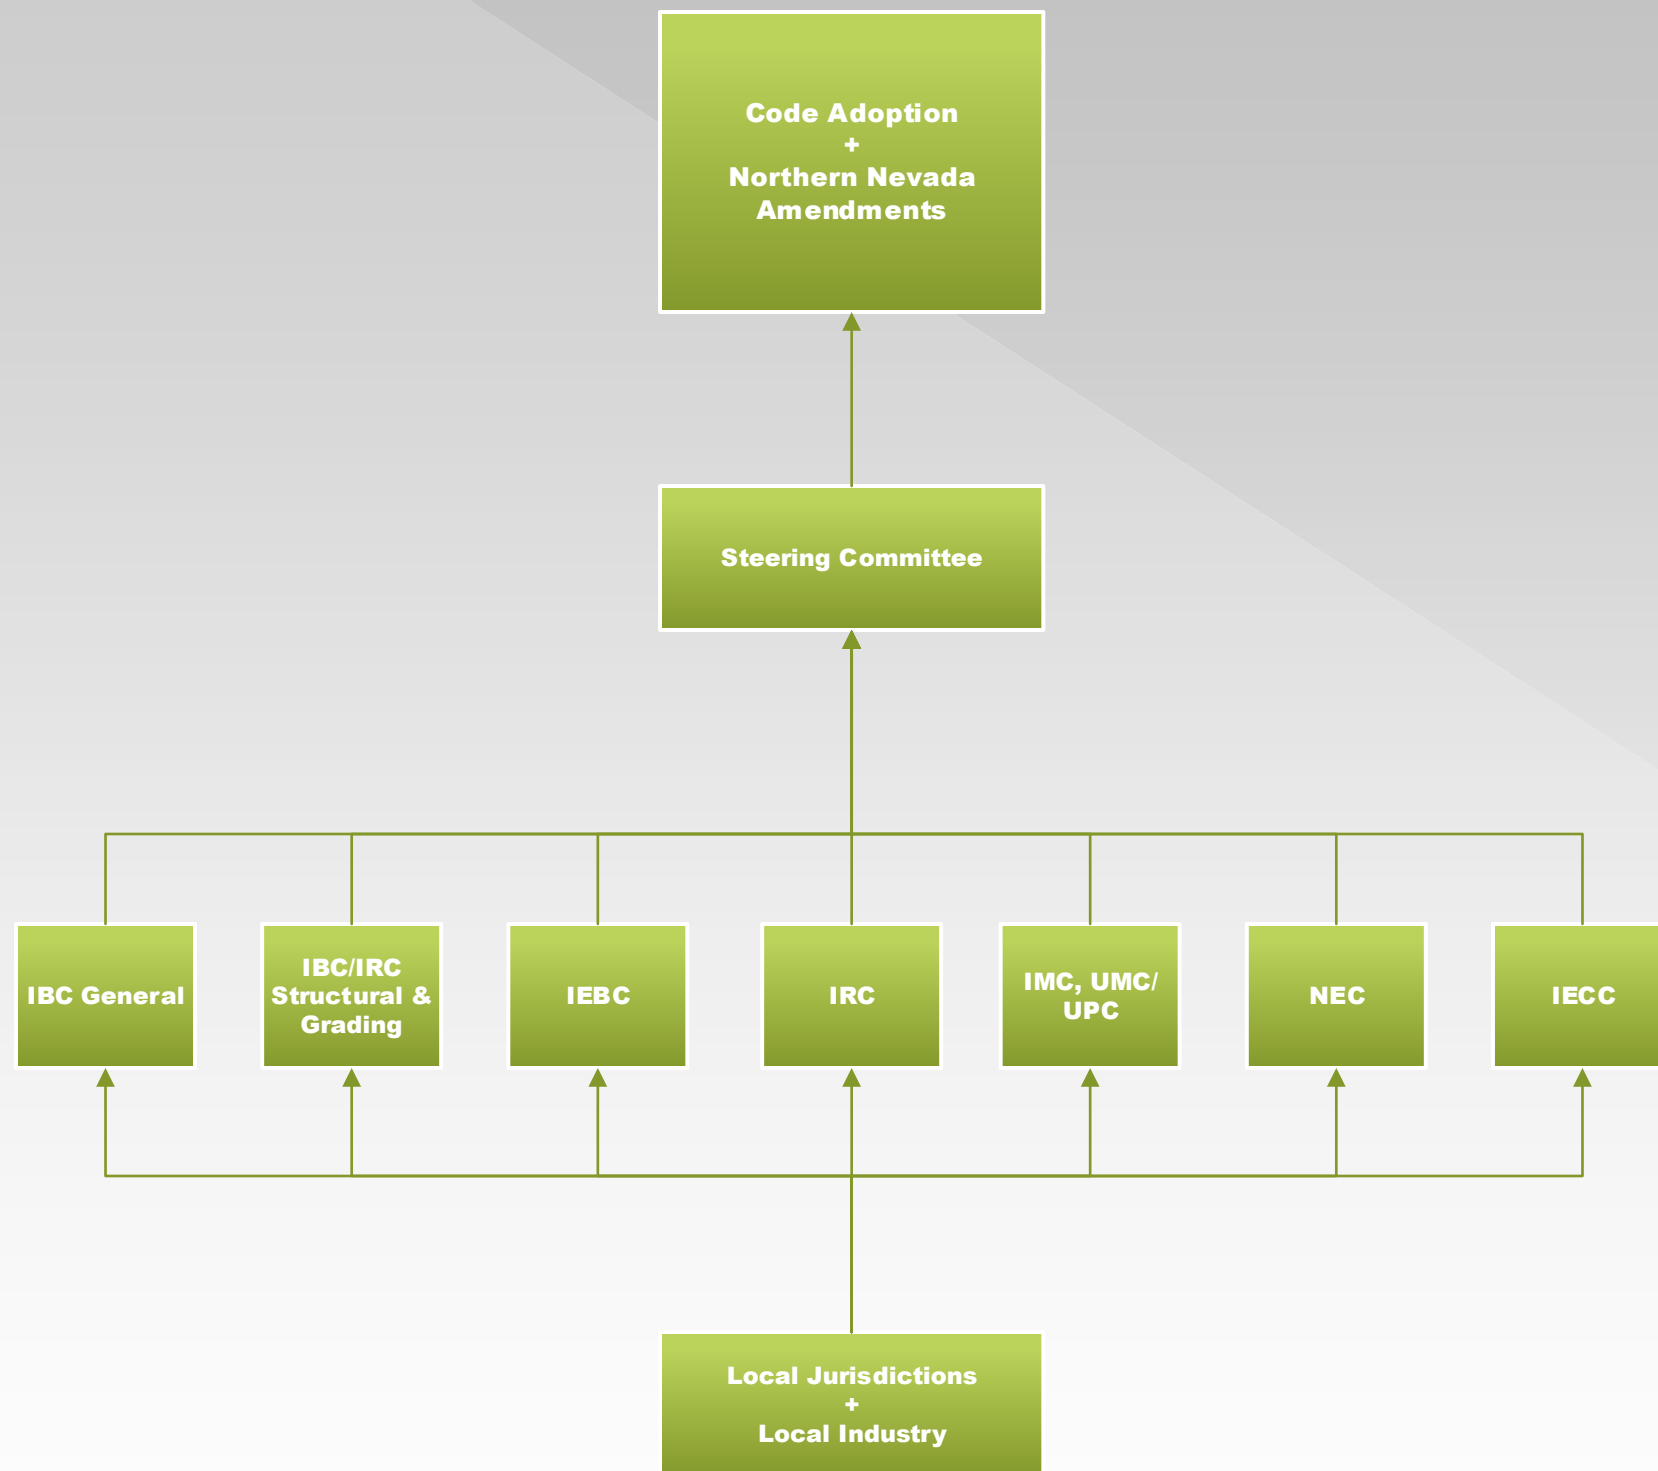 Code Adoption
+
Northern Nevada
Amendments
Steering Committee
IBC General
IBC/IRC
Structural &
Grading
IEBC
IRC
IMC, UMC/
UPC
NEC
IECC
Local Jurisdictions
+
Local Industry